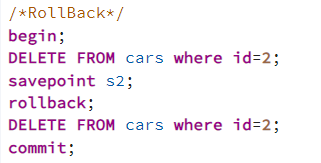 /*RollBack*/
begin;
DELETE FROM cars where id=2;
savepoint s2;
rollback;
DELETE FROM cars where id=2;
commit;